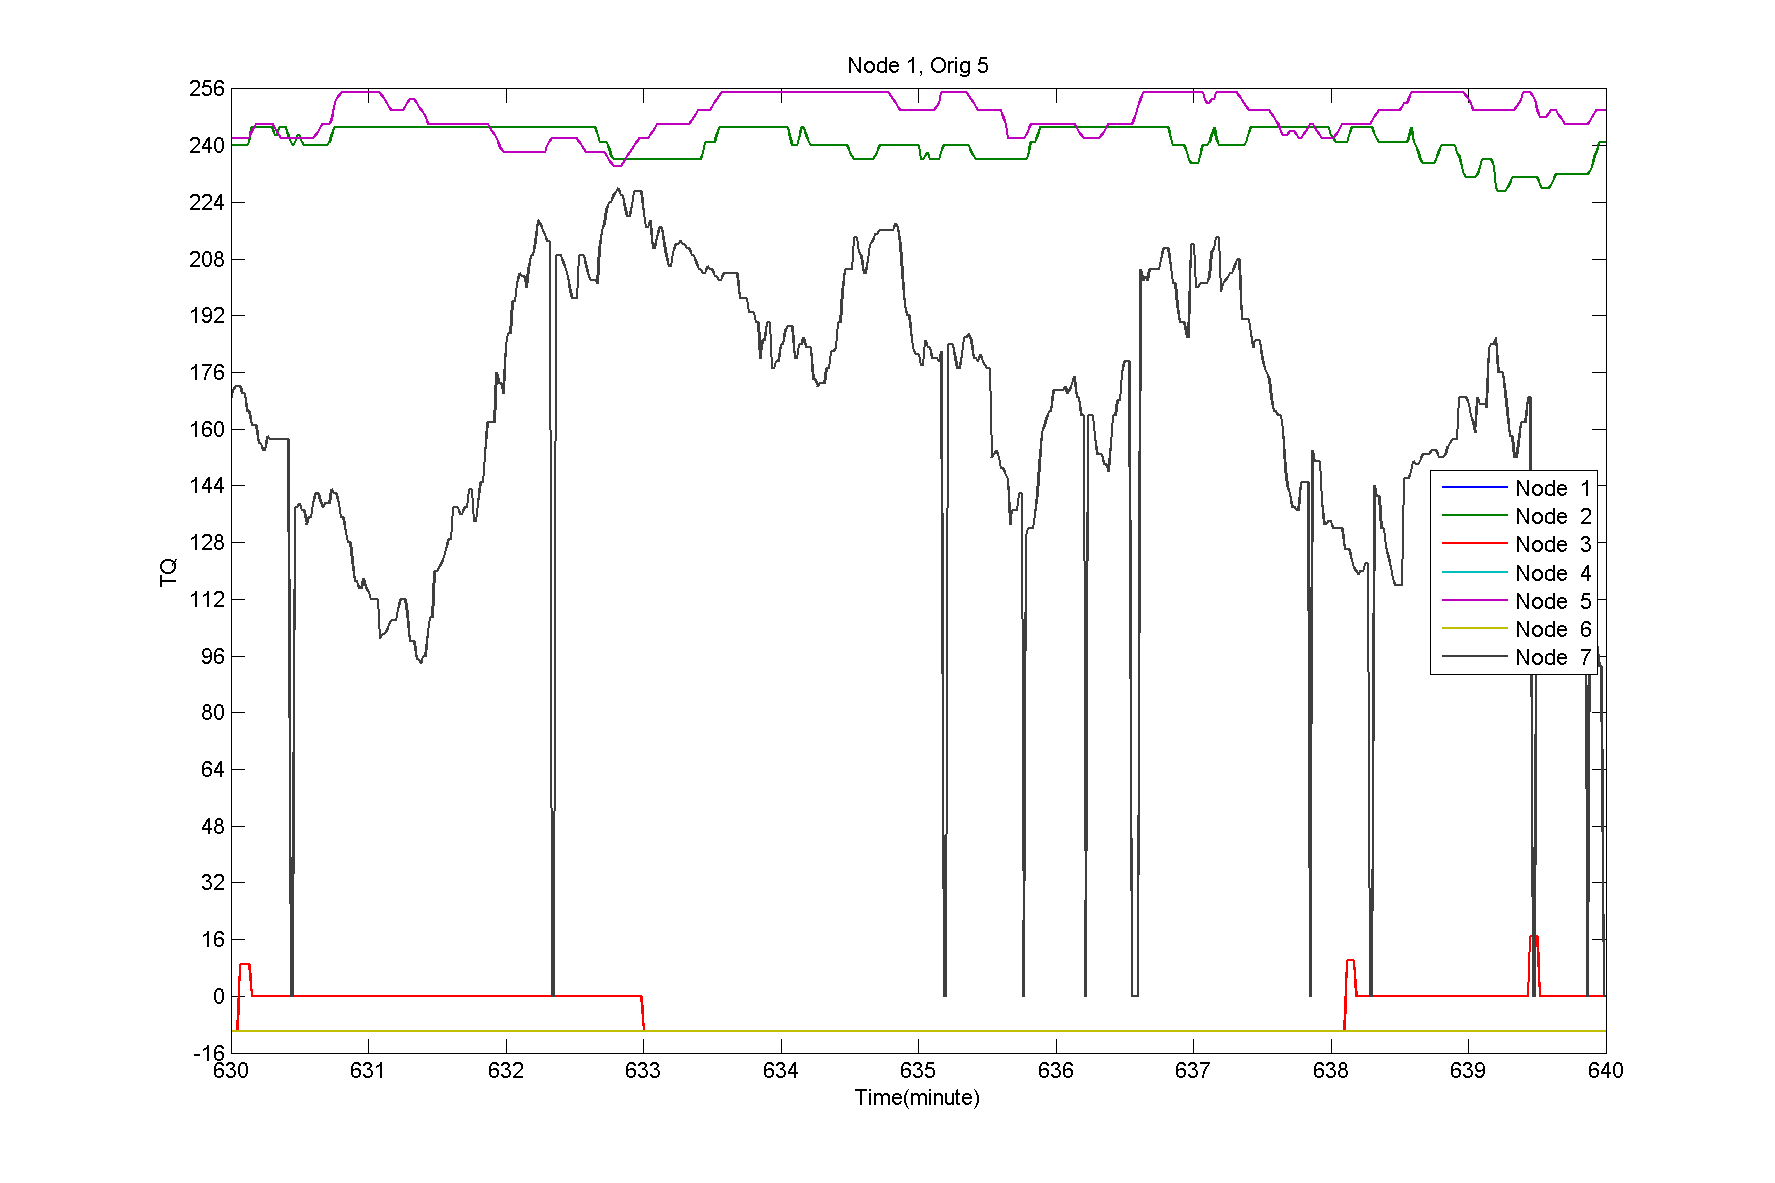 Node 1, Orig 5
256
240
224
208
192
176
160
144
128
112
96
80
64
48
32
16
0
-16
TQ
Node 1
Node 2
Node 3
Node 4
Node 5
Node 6
Node 7
630 631 632 633 634 635 636 637 638 639 640
Time(minute)